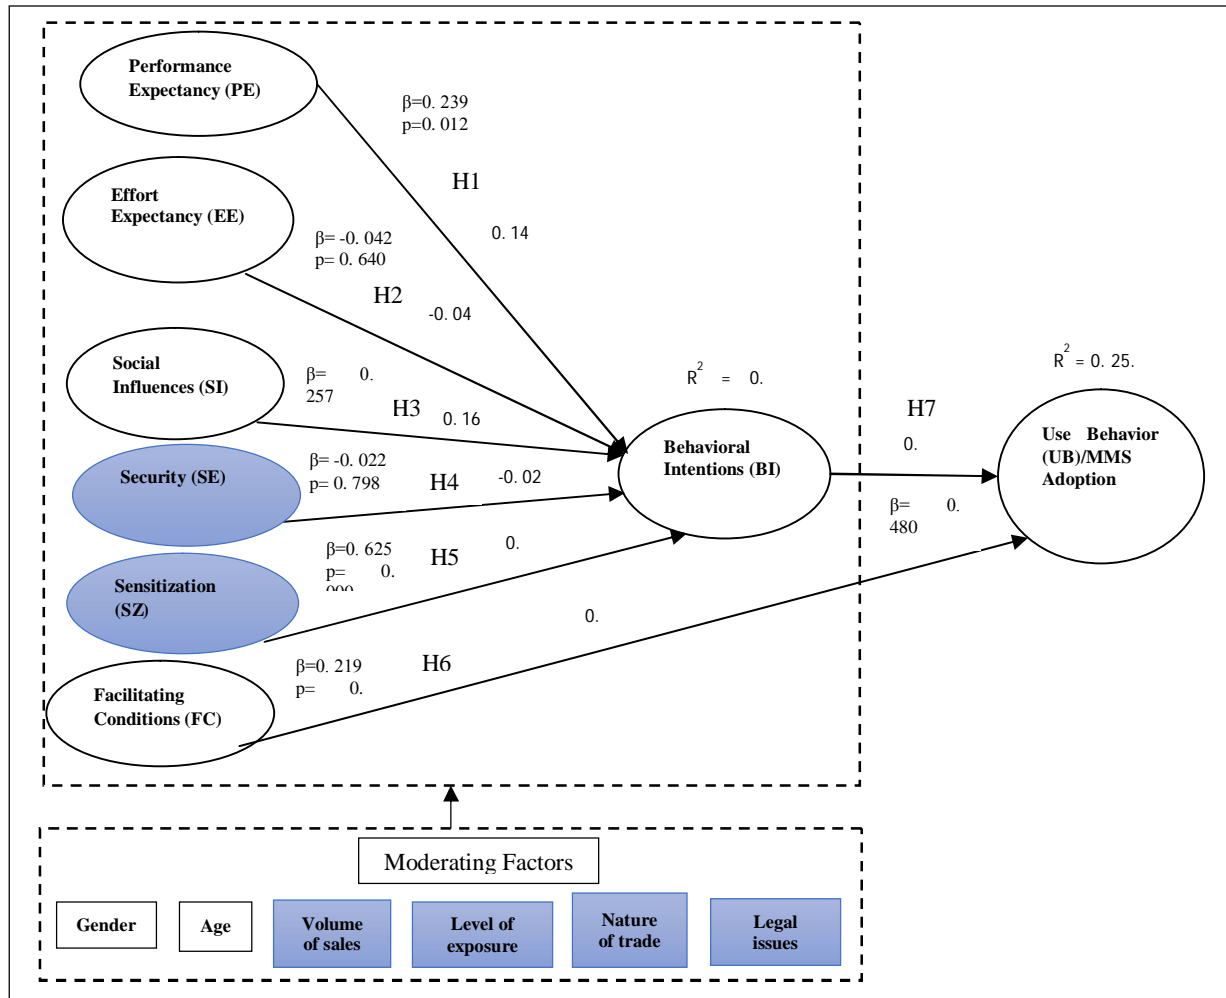 Performance
Expectancy (PE)
β=0. 239
p=0.012
H1
0.14
Effort
Expectancy (EE)
β= -0. 042
p= 0. 640
H2
-0.04
Social
Influences (SI)
β= 0.
257
H3
0.16
Security (SE)
β= -0. 022
p= 0. 798
H4
-0.02
Sensitization
(SZ)
β=0. 625
p= 0.
H5
0.
Facilitating
Conditions (FC)
β=0. 219
p= 0.
H6
0.
R² = 0.
Behavioral
Intentions (BI)
H7
0.
β= 0.
480
R² = 0. 25.
Use Behavior
(UB)/MMS
Adoption
Moderating Factors
Gender
Age
Volume
of sales
Level of
exposure
Nature
of trade
Legal
issues